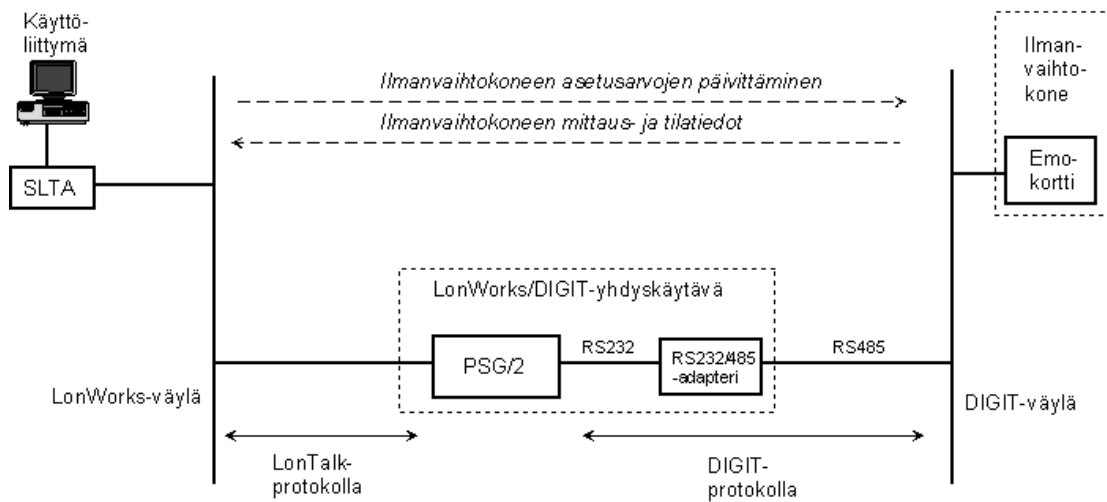 Käyttö-
liittymä
SLTA
Ilmanvaihtokoneen asetusarvojen päivittäminen
Ilmanvaihtokoneen mittaus- ja tilatiedot
Ilman-
vaihto-
kone
Emo-
kortti
LonWorks/DIGIT-yhdyskäytävä
PSG/2
RS232
RS232/485
-adapteri
RS485
LonWorks-väylä
DIGIT-väylä
LonTalk-
protokolla
DIGIT-
protokolla